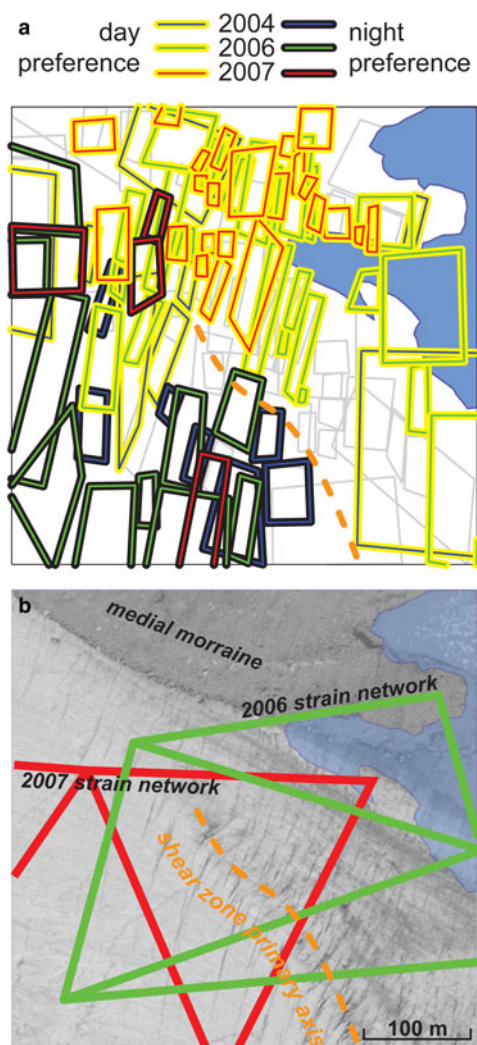 a
day 2004 night
preference 2006 preference
2007
b
medial morraine
2006 strain network
2007 strain network
shear zone primary axis
100 m